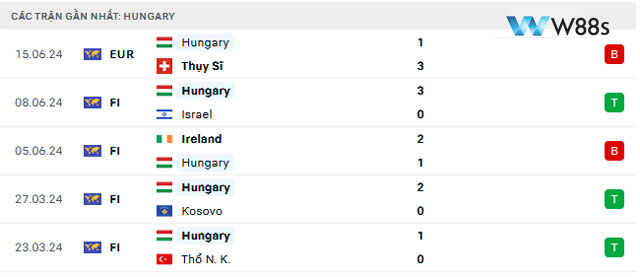 CÁC TRẬN GẦN NHẤT: HUNGARY
W88s
15.06.24 EUR Hungary 1
Thụy Sĩ 3
B
08.06.24 FI Hungary 3
Israel 0
T
05.06.24 FI Ireland 2
Hungary 1
B
27.03.24 FI Hungary 2
Kosovo 0
T
23.03.24 FI Hungary 1
Thổ N. K. 0
T